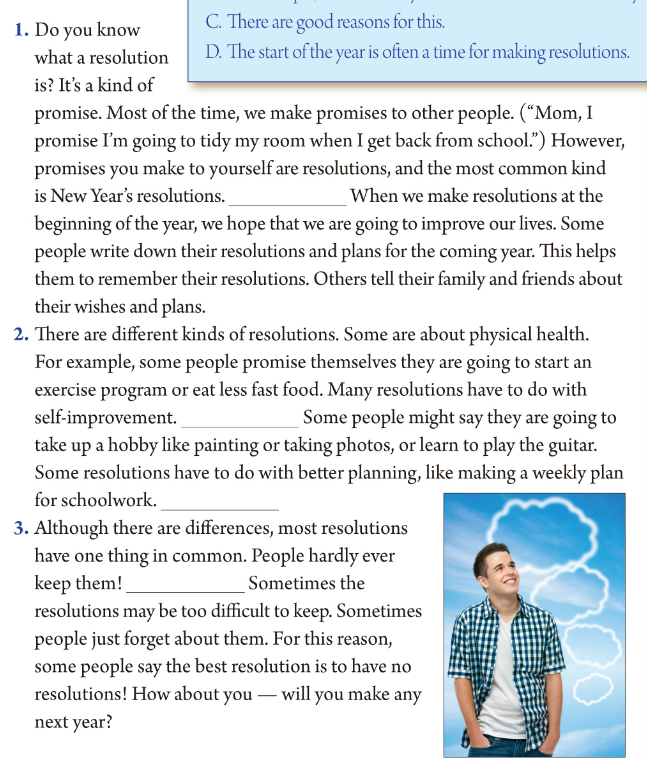 C. There are good reasons for this.
D. The start of the year is often a time for making resolutions.
1. Do you know
what a resolution
is? It's a kind of
promise. Most of the time, we make promises to other people. (“Mom, I
promise I'm going to tidy my room when I get back from school.”) However,
promises you make to yourself are resolutions, and the most common kind
is New Year's resolutions. ____________ When we make resolutions at the
beginning of the year, we hope that we are going to improve our lives. Some
people write down their resolutions and plans for the coming year. This helps
them to remember their resolutions. Others tell their family and friends about
their wishes and plans.
2. There are different kinds of resolutions. Some are about physical health.
For example, some people promise themselves they are going to start an
exercise program or eat less fast food. Many resolutions have to do with
self-improvement. ____________ Some people might say they are going to
take up a hobby like painting or taking photos, or learn to play the guitar.
Some resolutions have to do with better planning, like making a weekly plan
for schoolwork. ____________
3. Although there are differences, most resolutions
have one thing in common. People hardly ever
keep them! ____________ Sometimes the
resolutions may be too difficult to keep. Sometimes
people just forget about them. For this reason,
some people say the best resolution is to have no
resolutions! How about you — will you make any
next year?